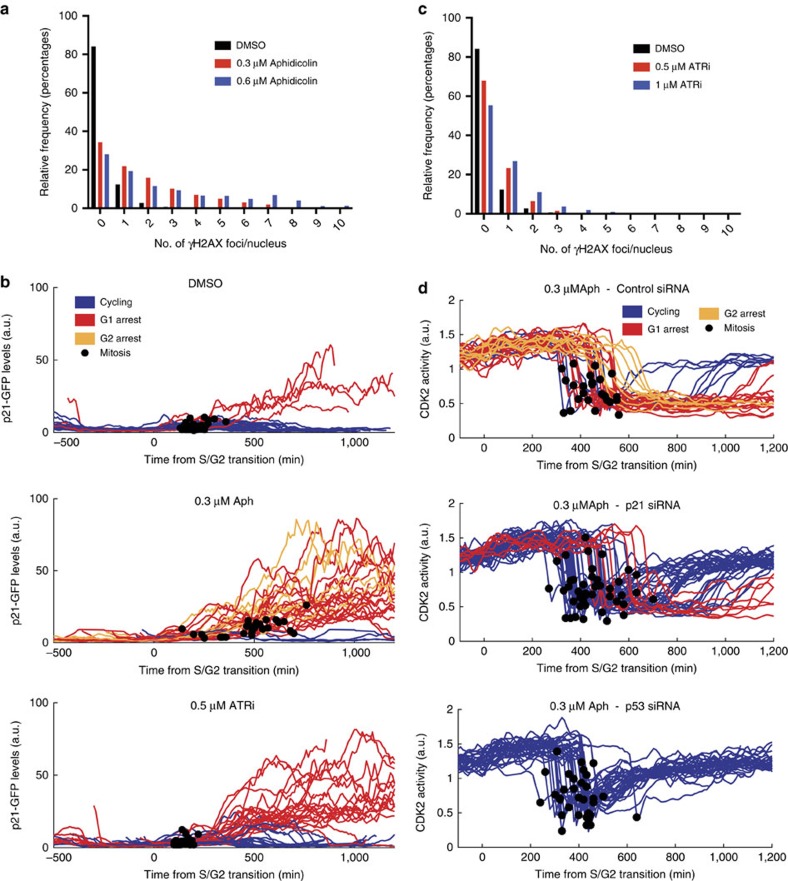 a
100
80
60
40
20
0
Relative frequency (percentages)
DMSO
0.3 μM Aphidicolin
0.6 μM Aphidicolin
0 1 2 3 4 5 6 7 8 9 10
No. of γH2AX foci/nucleus
c
100
80
60
40
20
0
Relative frequency (percentages)
DMSO
0.5 μM ATRi
1 μM ATRi
0 1 2 3 4 5 6 7 8 9 10
No. of γH2AX foci/nucleus
b
DMSO
100
50
0
p21-GFP levels (a.u.)
Cycling
G1 arrest
G2 arrest
Mitosis
–500 0 500 1,000
Time from S/G2 transition (min)
0.3 μM Aph
100
50
0
p21-GFP levels (a.u.)
–500 0 500 1,000
Time from S/G2 transition (min)
0.5 μM ATRi
100
50
0
p21-GFP levels (a.u.)
–500 0 500 1,000
Time from S/G2 transition (min)
d
0.3 μMAph - Control siRNA
2
1.5
1
0.5
0
CDK2 activity (a.u.)
Cycling G2 arrest
G1 arrest Mitosis
0 200 400 600 800 1,000 1,200
Time from S/G2 transition (min)
0.3 μMAph - p21 siRNA
2
1.5
1
0.5
0
CDK2 activity (a.u.)
0 200 400 600 800 1,000 1,200
Time from S/G2 transition (min)
0.3 μM Aph - p53 siRNA
2
1.5
1
0.5
0
CDK2 activity (a.u.)
0 200 400 600 800 1,000 1,200
Time from S/G2 transition (min)